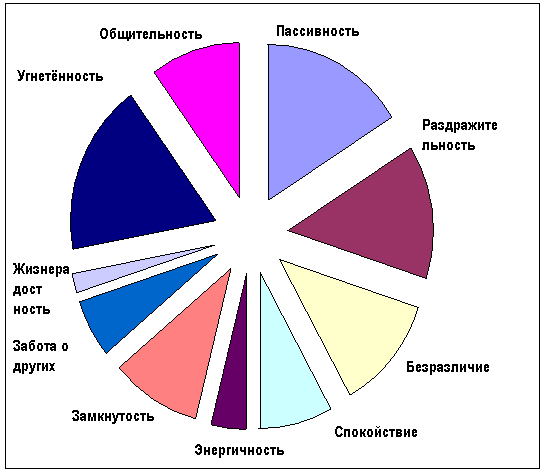 Общительность
Пассивность
Угнетённость
Раздражите
льность
Жизнера
дост
ность
Забота о
других
Безразличие
Замкнутость
Спокойствие
Энергичность